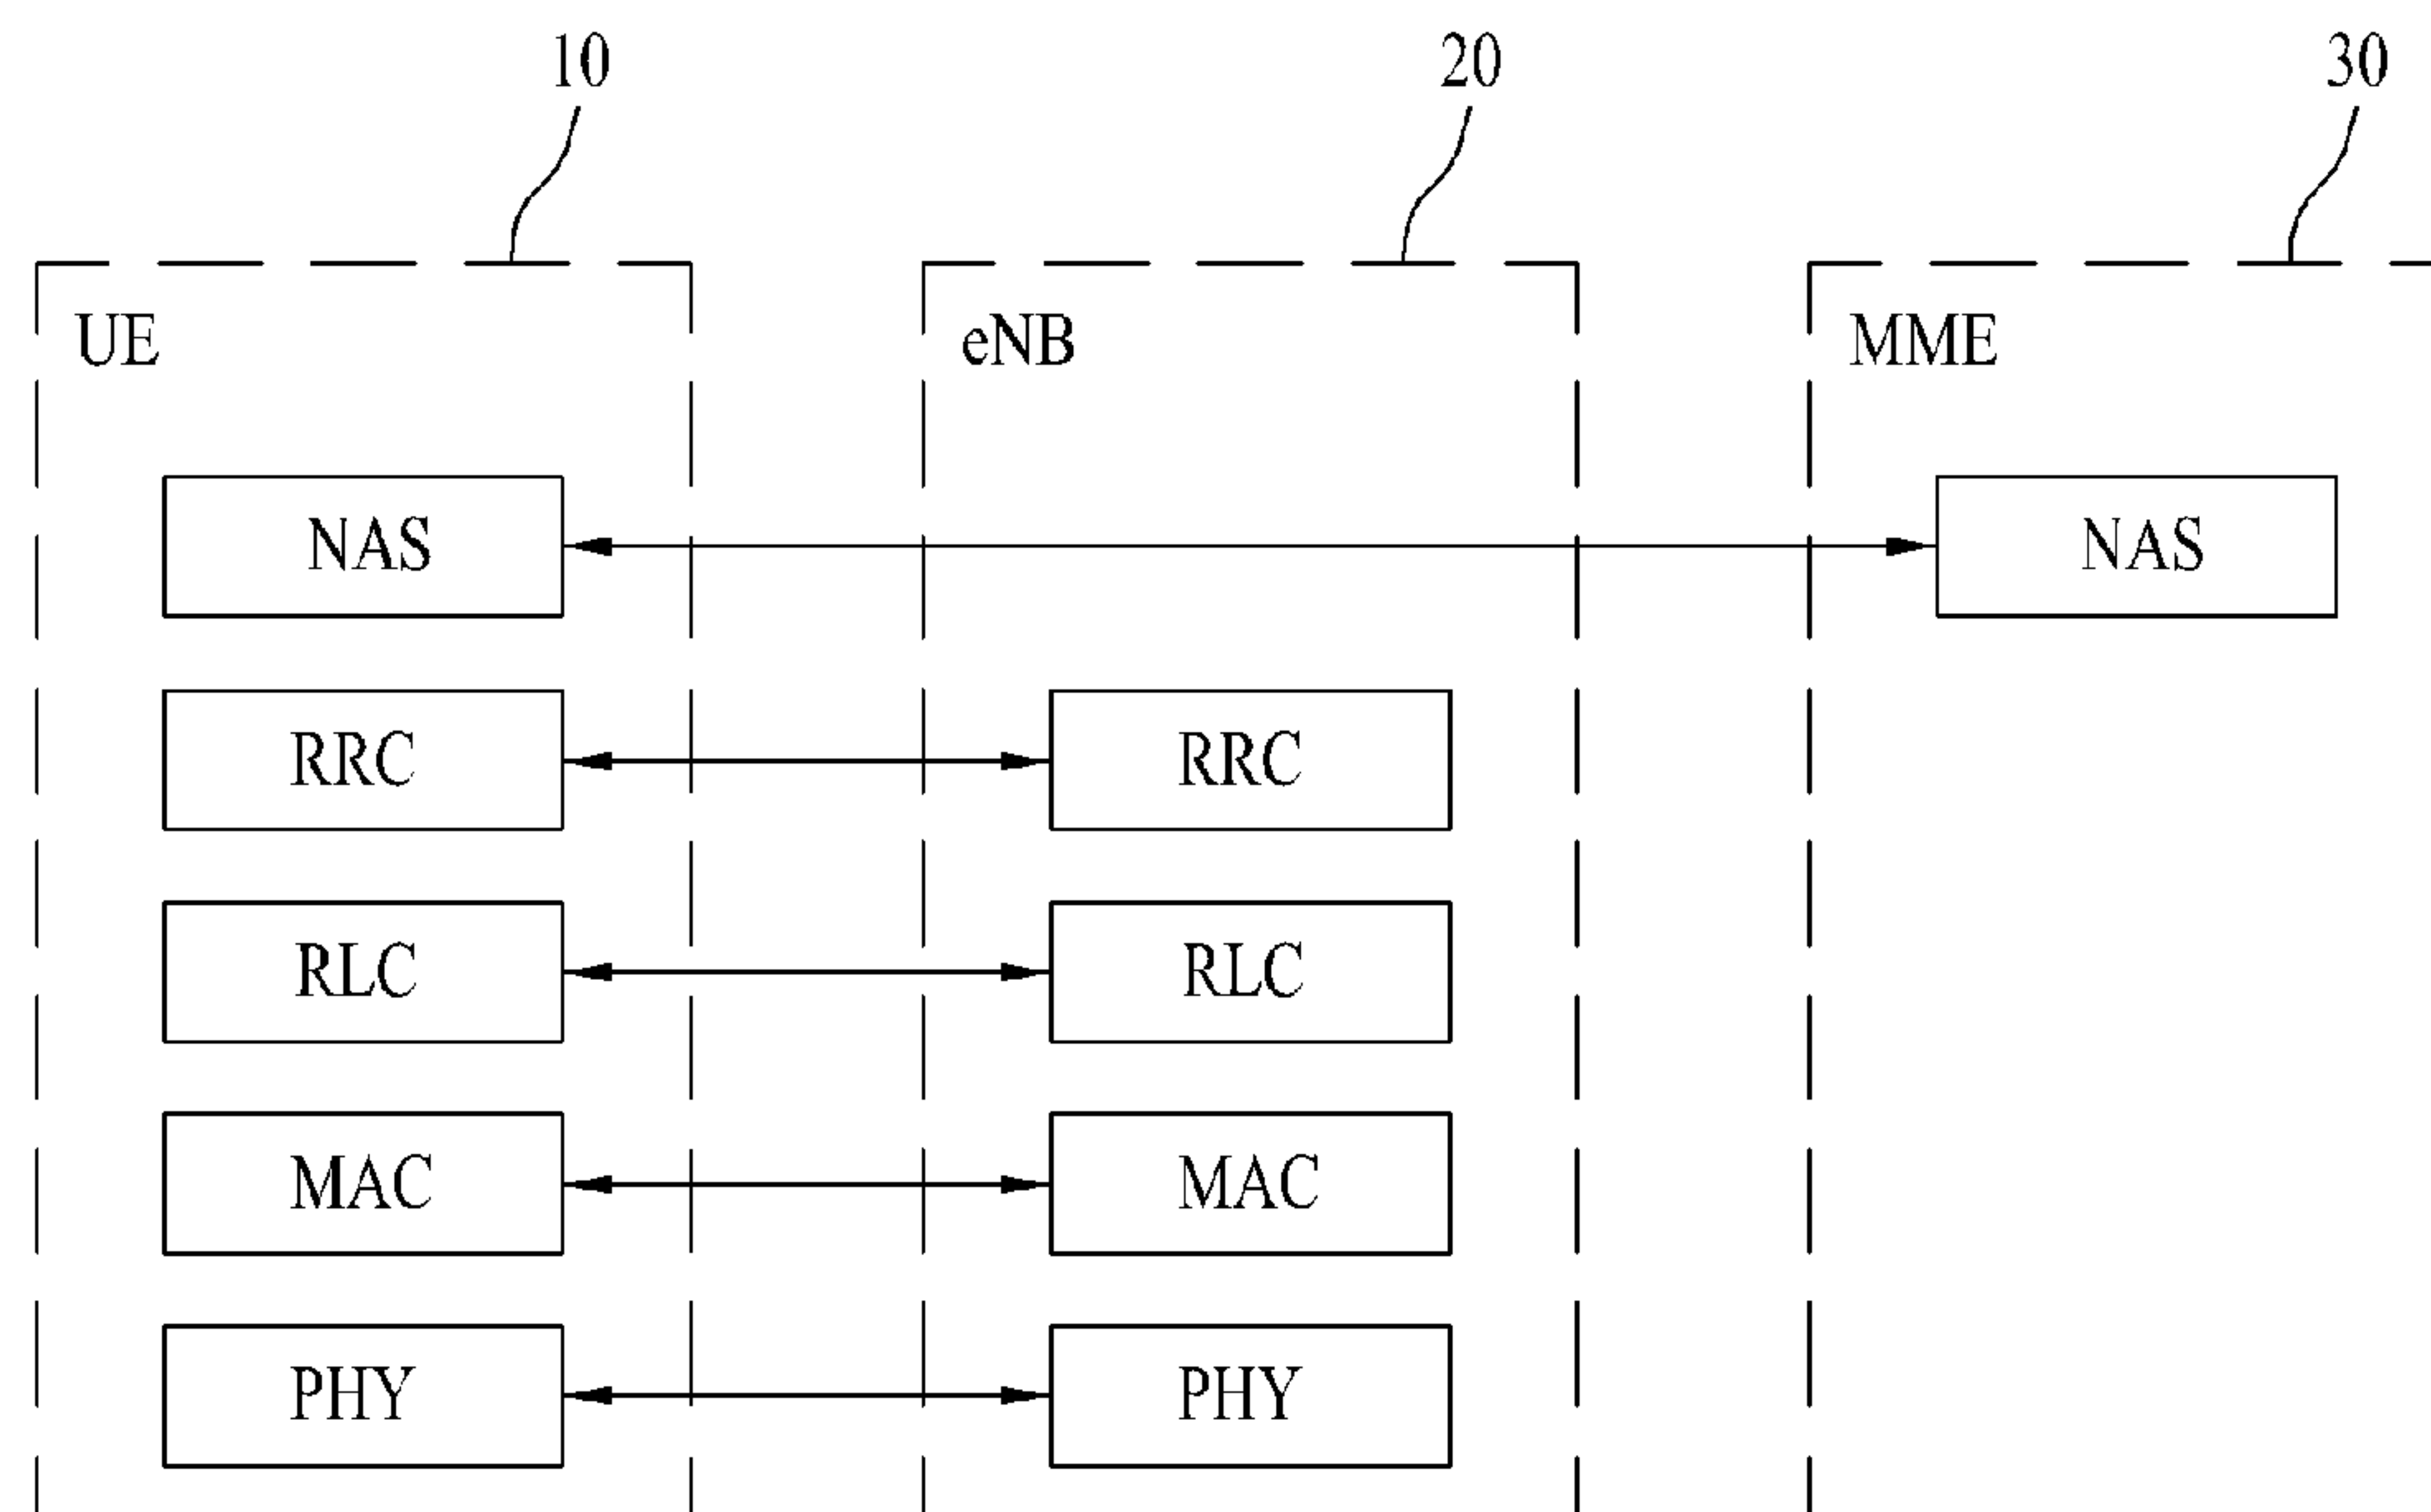 10 20 30
UE eNB MME
NAS NAS
RRC RRC
RLC RLC
MAC MAC
PHY PHY